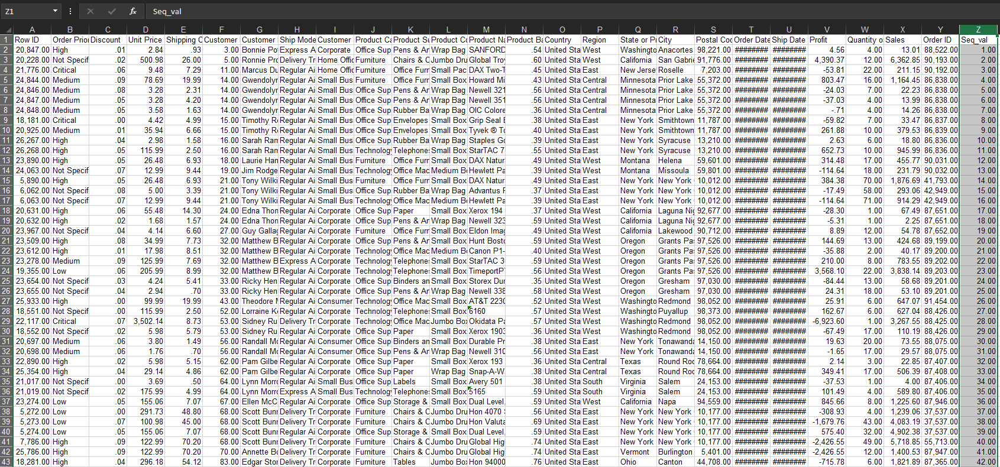 Z1 fx Seq_val
A B C D E F G H I J K L M N O P Q R S T U V W X Y Z
1 Row ID Order Prior Discount Unit Price Shipping C Customer Customer Ship Mode Customer Product Ca Product Su Product Co Product Na Product Ba Country Region State or Pr City Postal Cod Order Date Ship Date Profit Quantity o Sales Order ID Seq_val
2 20,847.00 High .01 2.84 .93 3.00 Bonnie Po Express A Corporate Office Sup Pens & Ar Wrap Bag SANFORD .54 United Sta West Washingto Anacortes 98,221.00 ######## ######## 4.56 4.00 13.01 88,522.00 1.00
3 20,228.00 Not Specif .02 500.98 26.00 5.00 Ronnie Pro Delivery Tr Home Offic Furniture Chairs & C Jumbo Dru Global Troy .60 United Sta West California San Gabrie 91,776.00 ######## ######## 4,390.37 12.00 6,362.85 90,193.00 2.00
4 21,776.00 Critical .06 9.48 7.29 11.00 Marcus Du Regular Ai Home Offic Furniture Office Furn Small Pac DAX Two-T .45 United Sta East New Jerse Roselle 7,203.00 ######## ######## -53.81 22.00 211.15 90,192.00 3.00
5 24,844.00 Medium .09 78.69 19.99 14.00 Gwendolyn Regular Ai Small Bus Furniture Office Furn Small Box Howard Mi .43 United Sta Central Minnesota Prior Lake 55,372.00 ######## ######## 803.47 16.00 1,164.45 86,838.00 4.00
6 24,846.00 Medium .08 3.28 2.31 14.00 Gwendolyn Regular Ai Small Bus Office Sup Pens & Ar Wrap Bag Newell 321 .56 United Sta Central Minnesota Prior Lake 55,372.00 ######## ######## -24.03 7.00 22.23 86,838.00 5.00
7 24,847.00 Medium .05 3.28 4.20 14.00 Gwendolyn Regular Ai Small Bus Office Sup Pens & Ar Wrap Bag Newell 351 .56 United Sta Central Minnesota Prior Lake 55,372.00 ######## ######## -37.03 4.00 13.99 86,838.00 6.00
8 24,848.00 Medium .05 3.58 1.63 14.00 Gwendolyn Regular Ai Small Bus Office Sup Rubber Ba Wrap Bag OIC Colore .36 United Sta Central Minnesota Prior Lake 55,372.00 ######## ######## -.71 4.00 14.26 86,838.00 7.00
9 18,181.00 Critical .00 4.42 4.99 15.00 Timothy Re Regular Ai Small Bus Office Sup Envelopes Small Box Grip Seal E .38 United Sta East New York Smithtown 11,787.00 ######## ######## -59.82 7.00 33.47 86,837.00 8.00
10 20,925.00 Medium .01 35.94 6.66 15.00 Timothy Re Regular Ai Small Bus Office Sup Envelopes Small Box Tyvek ® To .40 United Sta East New York Smithtown 11,787.00 ######## ######## 261.88 10.00 379.53 86,839.00 9.00
11 26,267.00 High .04 2.98 1.58 16.00 Sarah Ram Regular Ai Small Bus Office Sup Rubber Ba Wrap Bag Staples Go .39 United Sta East New York Syracuse 13,210.00 ######## ######## 2.63 6.00 18.80 86,836.00 10.00
12 26,268.00 High .05 115.99 2.50 16.00 Sarah Ram Regular Ai Small Bus Technology Telephone Small Box StarTAC 7 .55 United Sta East New York Syracuse 13,210.00 ######## ######## 652.73 10.00 945.99 86,836.00 11.00
13 23,890.00 High .05 26.48 6.93 18.00 Laurie Han Regular Ai Small Bus Furniture Office Furn Small Box DAX Natur .49 United Sta West Montana Helena 59,601.00 ######## ######## 314.48 17.00 455.77 90,031.00 12.00
14 24,063.00 Not Specif .07 12.99 9.44 19.00 Jim Rodge Regular Ai Small Bus Technology Office Mac Medium Bo Hewlett Pa .39 United Sta West Montana Missoula 59,801.00 ######## ######## -114.64 18.00 231.79 90,032.00 13.00
15 5,890.00 High .05 26.48 6.93 21.00 Tony Wilki Regular Ai Small Bus Furniture Office Furn Small Box DAX Natur .49 United Sta East New York New York 10,012.00 ######## ######## 384.38 70.00 1,876.69 41,793.00 14.00
16 6,062.00 Not Specif .08 5.00 3.39 21.00 Tony Wilki Regular Ai Small Bus Office Sup Rubber Ba Wrap Bag Advantus F .37 United Sta East New York New York 10,012.00 ######## ######## -17.49 58.00 293.06 42,949.00 15.00
17 6,063.00 Not Specif .07 12.99 9.44 21.00 Tony Wilki Regular Ai Small Bus Technology Office Mac Medium Bo Hewlett Pa .39 United Sta East New York New York 10,012.00 ######## ######## -114.64 71.00 914.29 42,949.00 16.00
18 20,631.00 High .06 55.48 14.30 24.00 Edna Thom Regular Ai Corporate Office Sup Paper Small Box Xerox 194 .37 United Sta West California Laguna Nig 92,677.00 ######## ######## -28.30 1.00 67.49 87,651.00 17.00
19 20,632.00 High .02 1.68 1.57 24.00 Edna Thom Regular Ai Corporate Office Sup Pens & Ar Wrap Bag Newell 323 .59 United Sta West California Laguna Nig 92,677.00 ######## ######## -5.31 1.00 2.25 87,651.00 18.00
20 23,967.00 Not Specif .04 4.14 6.60 27.00 Guy Gallag Regular Ai Corporate Furniture Office Furn Small Box Eldon Imag .49 United Sta West California Lakewood 90,712.00 ######## ######## 8.89 12.00 54.78 87,652.00 19.00
21 23,509.00 High .08 34.99 7.73 32.00 Matthew B Regular Ai Corporate Office Sup Pens & Ar Small Box Hunt Bosto .59 United Sta West Oregon Grants Pas 97,526.00 ######## ######## 144.69 13.00 424.68 89,199.00 20.00
22 23,612.00 High .01 17.98 8.51 32.00 Matthew B Regular Ai Corporate Technology Office Mac Medium Bo Canon P1- .40 United Sta West Oregon Grants Pas 97,526.00 ######## ######## -35.88 2.00 40.17 89,200.00 21.00
23 23,278.00 Medium .09 125.99 7.69 32.00 Matthew B Express A Corporate Technology Telephone Small Box StarTAC 3 .59 United Sta West Oregon Grants Pas 97,526.00 ######## ######## 210.00 8.00 783.55 89,202.00 22.00
24 19,355.00 Low .06 205.99 8.99 32.00 Matthew B Regular Ai Corporate Technology Telephone Small Box TimeportP .56 United Sta West Oregon Grants Pas 97,526.00 ######## ######## 3,568.10 22.00 3,838.14 89,203.00 23.00
25 23,654.00 Not Specif .03 4.24 5.41 33.00 Ricky Hen Regular Ai Corporate Office Sup Binders an Small Box Storex Dur .35 United Sta West Oregon Gresham 97,030.00 ######## ######## -84.44 13.00 58.68 89,201.00 24.00
26 23,655.00 Not Specif .04 2.94 .70 33.00 Ricky Hen Regular Ai Corporate Office Sup Pens & Ar Wrap Bag Newell 338 .58 United Sta West Oregon Gresham 97,030.00 ######## ######## 24.31 18.00 53.10 89,201.00 25.00
27 25,933.00 High .00 99.99 19.99 43.00 Theodore M Regular Ai Consumer Technology Office Mac Small Box AT&T 2230 .52 United Sta West Washingto Redmond 98,052.00 ######## ######## 25.91 6.00 647.07 91,454.00 26.00
28 18,551.00 Not Specif .00 115.99 2.50 52.00 Lorraine Ke Regular Ai Corporate Technology Telephone Small Box 6160 .57 United Sta West Washingto Puyallup 98,373.00 ######## ######## 162.67 6.00 627.04 88,426.00 27.00
29 22,117.00 Critical .07 3,502.14 8.73 53.00 Sidney Ru Delivery Tr Corporate Technology Office Mac Jumbo Box Okidata Pa .57 United Sta West Washingto Redmond 98,052.00 ######## ######## -6,923.60 1.00 3,267.55 88,425.00 28.00
30 18,552.00 Not Specif .02 5.98 5.79 53.00 Sidney Ru Regular Ai Corporate Office Sup Paper Small Box Xerox 1903 .36 United Sta West Washingto Redmond 98,052.00 ######## ######## -67.49 17.00 110.19 88,426.00 29.00
31 20,697.00 Medium .06 3.80 1.49 56.00 Randall Mo Regular Ai Consumer Office Sup Binders an Small Box Durable Pr .38 United Sta East New York Tonawanda 14,150.00 ######## ######## 19.63 20.00 73.55 88,075.00 30.00
32 20,698.00 Medium .06 1.76 .70 56.00 Randall Mo Regular Ai Consumer Office Sup Pens & Ar Wrap Bag Newell 310 .56 United Sta East New York Tonawanda 14,150.00 ######## ######## -1.65 17.00 29.57 88,075.00 31.00
33 22,890.00 High .02 5.98 5.15 62.00 Pam Gilbe Regular Ai Corporate Office Sup Paper Small Box Xerox 193 .36 United Sta Central Texas Round Roc 78,664.00 ######## ######## 2.14 3.00 22.85 87,407.00 32.00
34 25,354.00 High .04 29.14 4.86 62.00 Pam Gilbe Regular Ai Corporate Office Sup Paper Wrap Bag Snap-A-W .38 United Sta Central Texas Round Roc 78,664.00 ######## ######## 349.41 17.00 506.39 87,408.00 33.00
35 21,017.00 Not Specif .00 3.69 .50 64.00 Lynn Morro Regular Ai Corporate Office Sup Labels Small Box Avery 501 .38 United Sta South Virginia Salem 24,153.00 ######## ######## -37.53 1.00 4.00 87,406.00 34.00
36 21,019.00 Not Specif .02 175.99 4.99 64.00 Lynn Morro Express A Corporate Technology Telephone Small Box 5165 .59 United Sta South Virginia Salem 24,153.00 ######## ######## 101.49 4.00 589.80 87,406.00 35.00
37 23,274.00 Low .05 155.06 7.07 67.00 Ellen McC Regular Ai Corporate Office Sup Storage & Small Box Dual Level, .59 United Sta West California Napa 94,559.00 ######## ######## 845.66 8.00 1,225.60 87,946.00 36.00
38 5,272.00 Low .00 291.73 48.80 68.00 Scott Bunn Delivery Tr Corporate Furniture Chairs & C Jumbo Dru Hon 4070 .56 United Sta East New York New York 10,177.00 ######## ######## -308.93 4.00 1,239.06 37,537.00 37.00
39 5,273.00 Low .07 100.98 45.00 68.00 Scott Bunn Delivery Tr Corporate Furniture Chairs & C Jumbo Dru Hon Valuta .69 United Sta East New York New York 10,177.00 ######## ######## -1,679.76 43.00 4,083.19 37,537.00 38.00
40 5,274.00 Low .05 155.06 7.07 68.00 Scott Bunn Regular Ai Corporate Office Sup Storage & Small Box Dual Level, .59 United Sta East New York New York 10,177.00 ######## ######## 575.40 32.00 4,902.38 37,537.00 39.00
41 7,786.00 High .09 122.99 70.20 68.00 Scott Bunn Delivery Tr Corporate Furniture Chairs & C Jumbo Dru Global Hig .74 United Sta East New York New York 10,177.00 ######## ######## -2,426.55 49.00 5,718.85 55,713.00 40.00
42 25,786.00 High .09 122.99 70.20 70.00 Annette Bo Delivery Tr Corporate Furniture Chairs & C Jumbo Dru Global Hig .74 United Sta East Vermont Burlington 5,401.00 ######## ######## -2,426.55 12.00 1,400.53 87,947.00 41.00
43 18,281.00 High .04 296.18 54.12 83.00 Edgar Stor Delivery Tr Corporate Furniture Tables Jumbo Box Hon 94000 .76 United Sta East Ohio Canton 44,708.00 ######## ######## -715.78 6.00 1,821.89 87,365.00 42.00